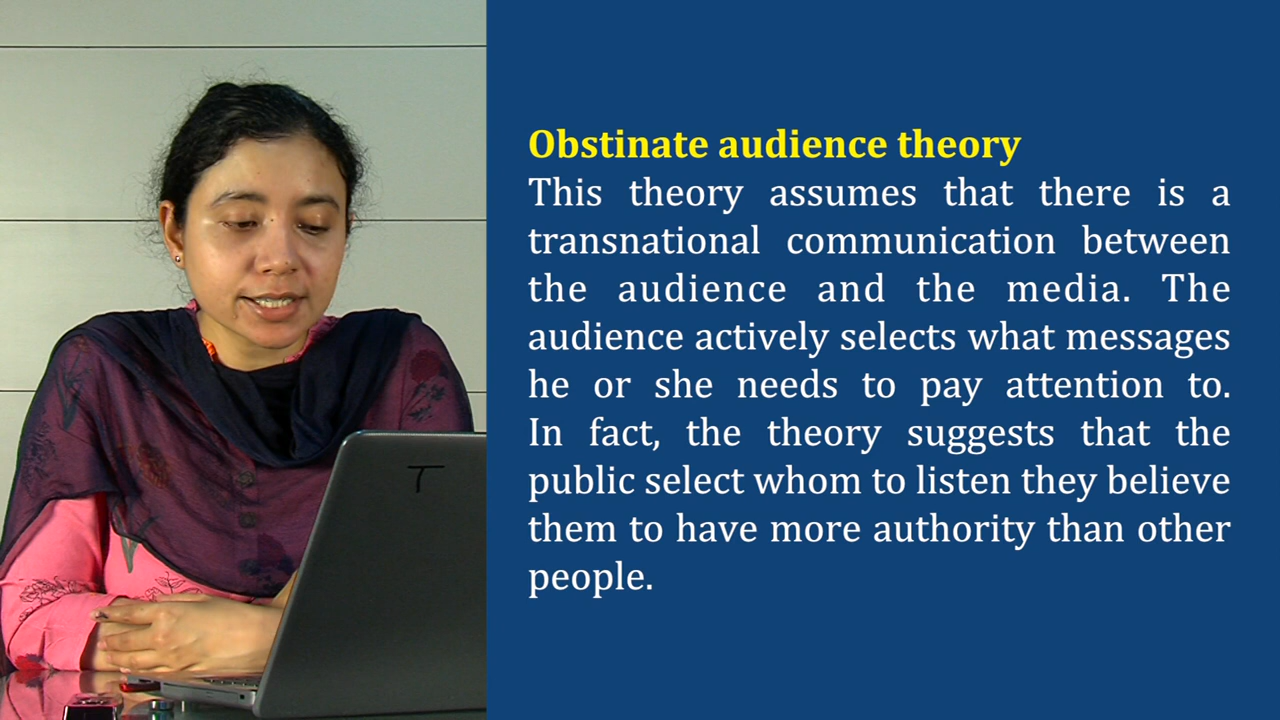 Obstinate audience theory
This theory assumes that there is a
transnational communication between
the audience and the media. The
audience actively selects what messages
he or she needs to pay attention to.
In fact, the theory suggests that the
public select whom to listen they believe
them to have more authority than other
people.
T